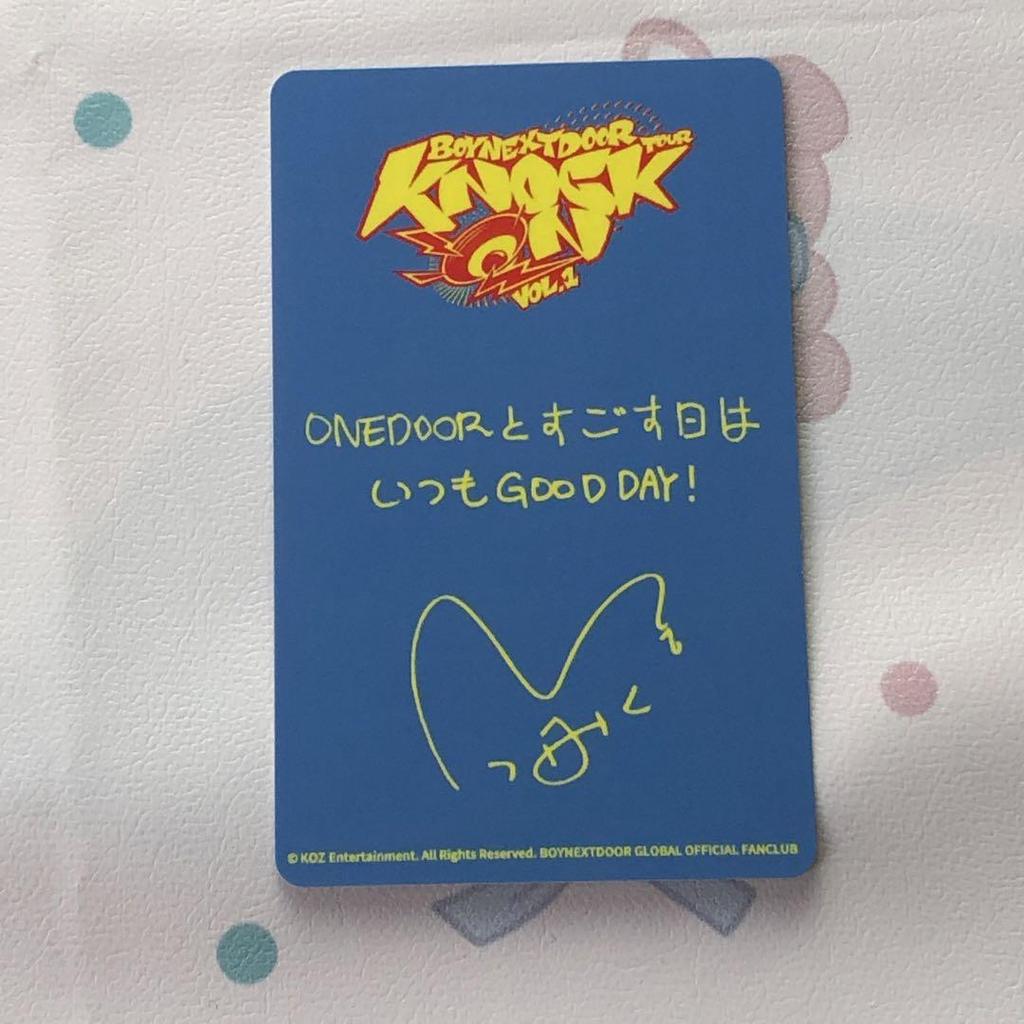 BOYNEXTDOOR TOUR
KNOCK
ON
VOL.1
ONEDOORとすごす日は
いつもGOOD DAY!
© KOZ Entertainment. All Rights Reserved. BOYNEXTDOOR GLOBAL OFFICIAL FANCLUB